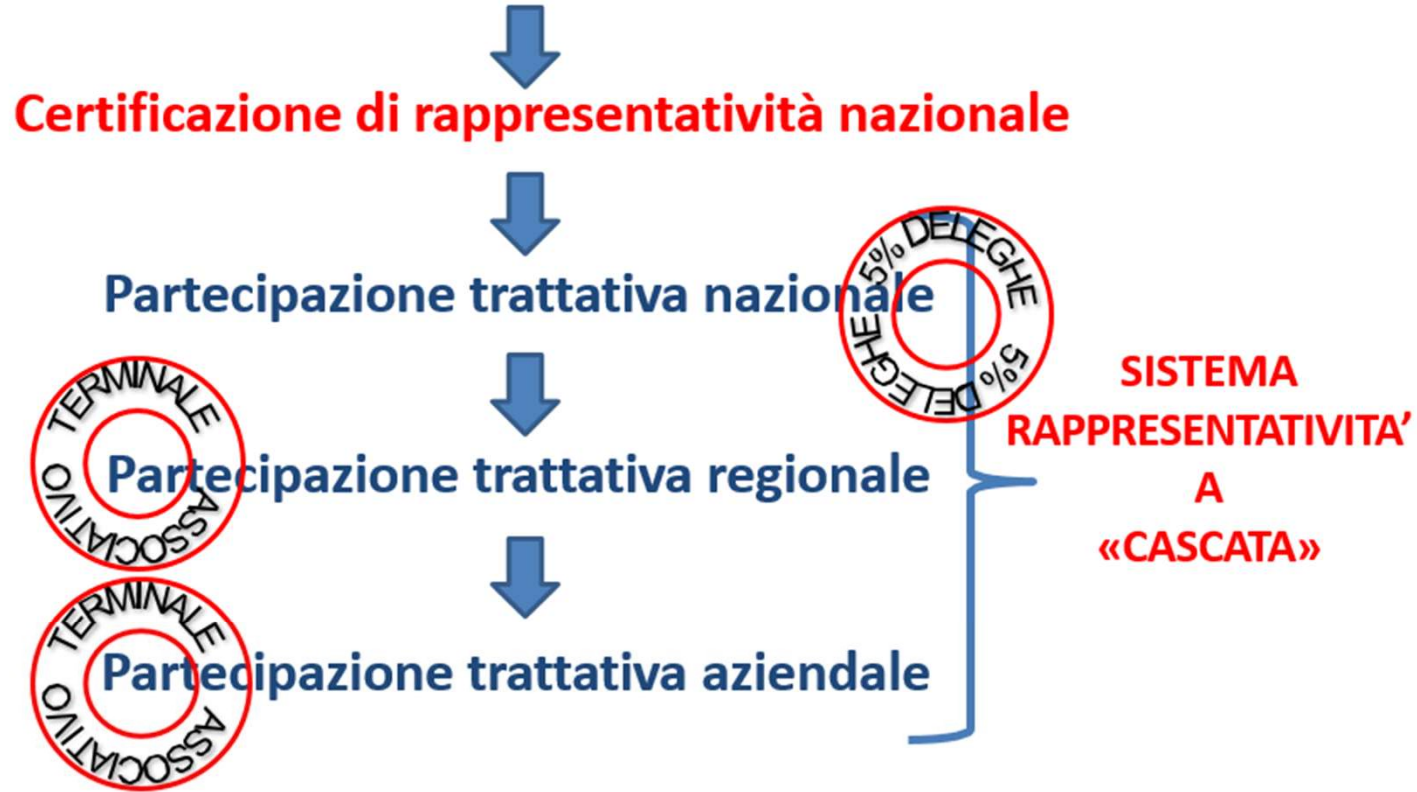 Certificazione di rappresentatività nazionale
5% DELEGHE 5% DELEGHE
Partecipazione trattativa nazionale
TERMINALE ASSOCIATIVO
Partecipazione trattativa regionale
TERMINALE ASSOCIATIVO
Partecipazione trattativa aziendale
SISTEMA
RAPPRESENTATIVITA’
A
«CASCATA»